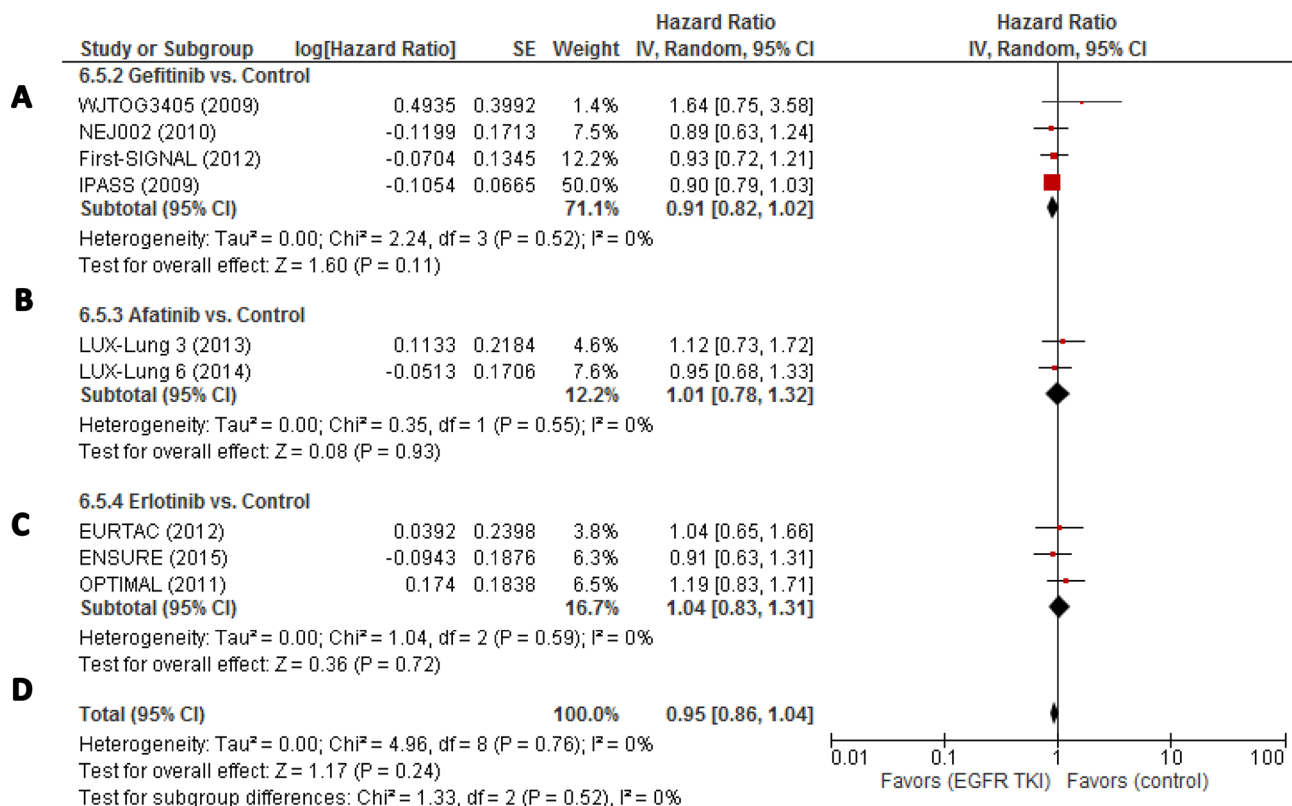 Hazard Ratio Hazard Ratio
Study or Subgroup log[Hazard Ratio] SE Weight IV, Random, 95% CI IV, Random, 95% CI
6.5.2 Gefitinib vs. Control
A
WJTOG3405 (2009) 0.4935 0.3992 1.4% 1.64 [0.75, 3.58]
NEJ002 (2010) -0.1199 0.1713 7.5% 0.89 [0.63, 1.24]
First-SIGNAL (2012) -0.0704 0.1345 12.2% 0.93 [0.72, 1.21]
IPASS (2009) -0.1054 0.0665 50.0% 0.90 [0.79, 1.03]
Subtotal (95% CI) 71.1% 0.91 [0.82, 1.02]
Heterogeneity: Tau² = 0.00; Chi² = 2.24, df = 3 (P = 0.52); I² = 0%
Test for overall effect: Z = 1.60 (P = 0.11)
B
6.5.3 Afatinib vs. Control
LUX-Lung 3 (2013) 0.1133 0.2184 4.6% 1.12 [0.73, 1.72]
LUX-Lung 6 (2014) -0.0513 0.1706 7.6% 0.95 [0.68, 1.33]
Subtotal (95% CI) 12.2% 1.01 [0.78, 1.32]
Heterogeneity: Tau² = 0.00; Chi² = 0.35, df = 1 (P = 0.55); I² = 0%
Test for overall effect: Z = 0.08 (P = 0.93)
6.5.4 Erlotinib vs. Control
C
EURTAC (2012) 0.0392 0.2398 3.8% 1.04 [0.65, 1.66]
ENSURE (2015) -0.0943 0.1876 6.3% 0.91 [0.63, 1.31]
OPTIMAL (2011) 0.174 0.1838 6.5% 1.19 [0.83, 1.71]
Subtotal (95% CI) 16.7% 1.04 [0.83, 1.31]
Heterogeneity: Tau² = 0.00; Chi² = 1.04, df = 2 (P = 0.59); I² = 0%
Test for overall effect: Z = 0.36 (P = 0.72)
D
Total (95% CI) 100.0% 0.95 [0.86, 1.04]
Heterogeneity: Tau² = 0.00; Chi² = 4.96, df = 8 (P = 0.76); I² = 0%
Test for overall effect: Z = 1.17 (P = 0.24)
Test for subgroup differences: Chi² = 1.33, df = 2 (P = 0.52), I² = 0%
0.01 0.1 1 10 100
Favors (EGFR TKI) Favors (control)